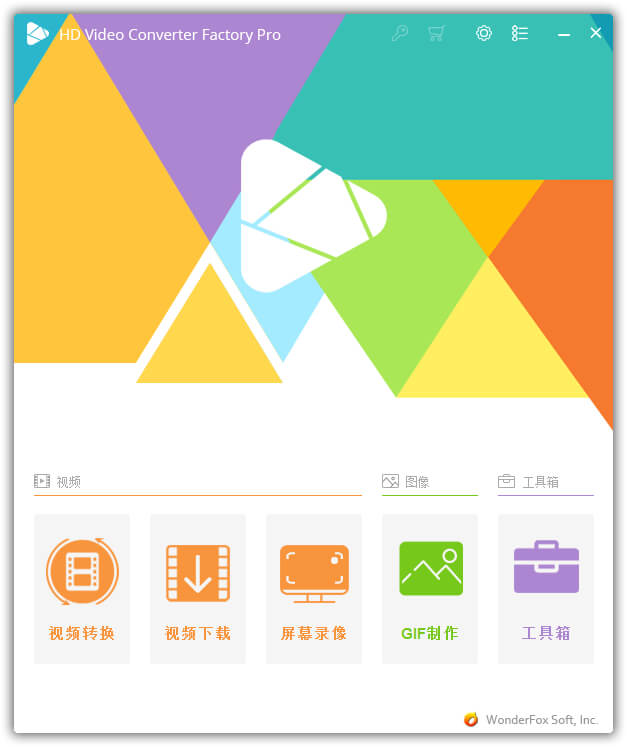 HD Video Converter Factory Pro
视频
图像
工具箱
视频转换
视频下载
屏幕录像
GIF制作
工具箱
WonderFox Soft, Inc.